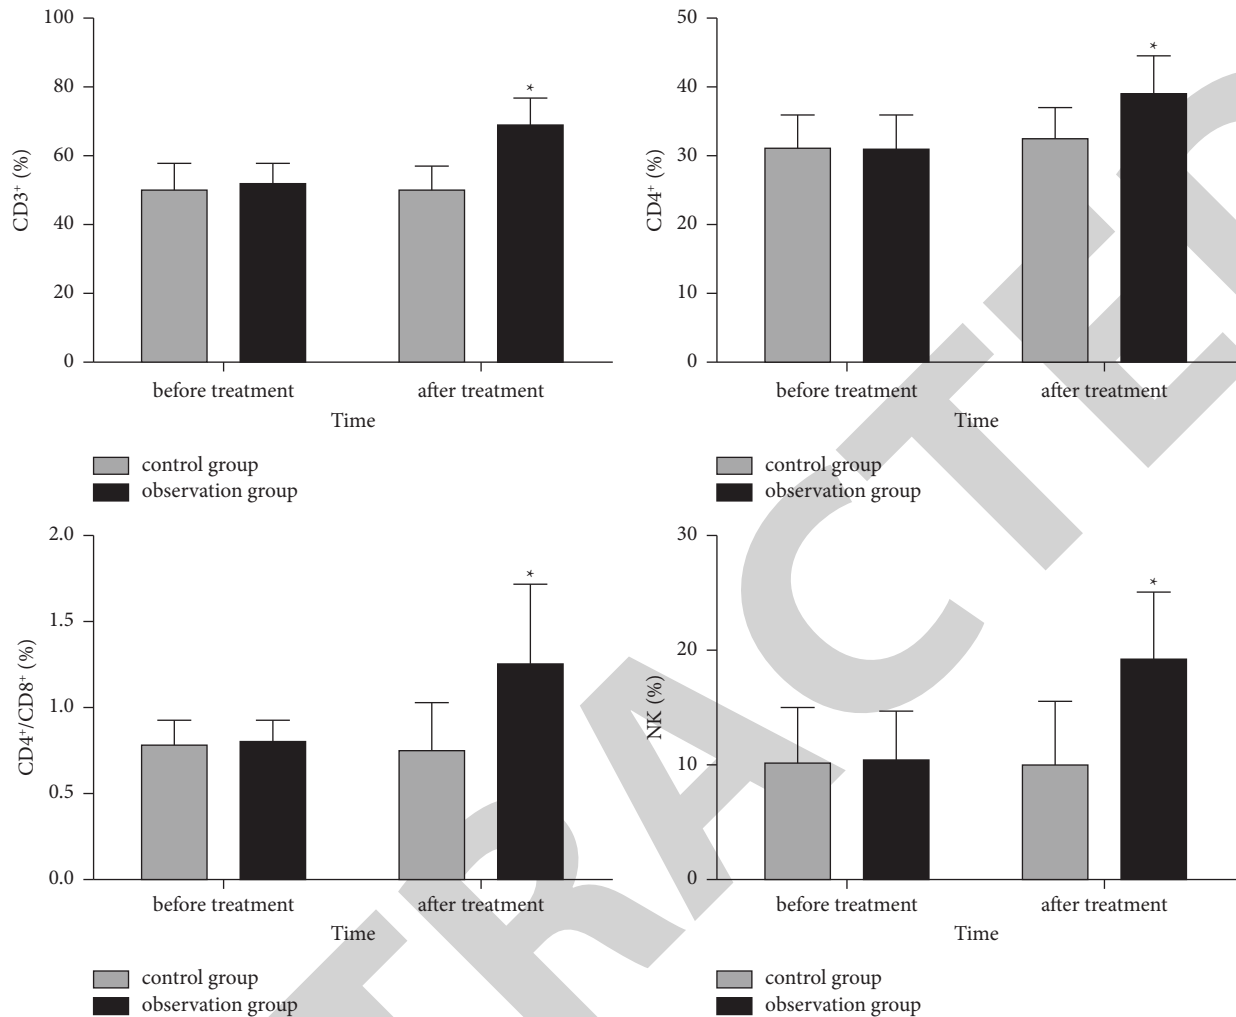 100
80
60
40
20
0
CD3⁺ (%)
*
before treatment
after treatment
Time
control group
observation group
50
40
30
20
10
0
CD4⁺ (%)
*
before treatment
after treatment
Time
control group
observation group
2.0
1.5
1.0
0.5
0.0
CD4⁺/CD8⁺ (%)
*
before treatment
after treatment
Time
control group
observation group
30
20
10
0
NK (%)
*
before treatment
after treatment
Time
control group
observation group
TRACTED